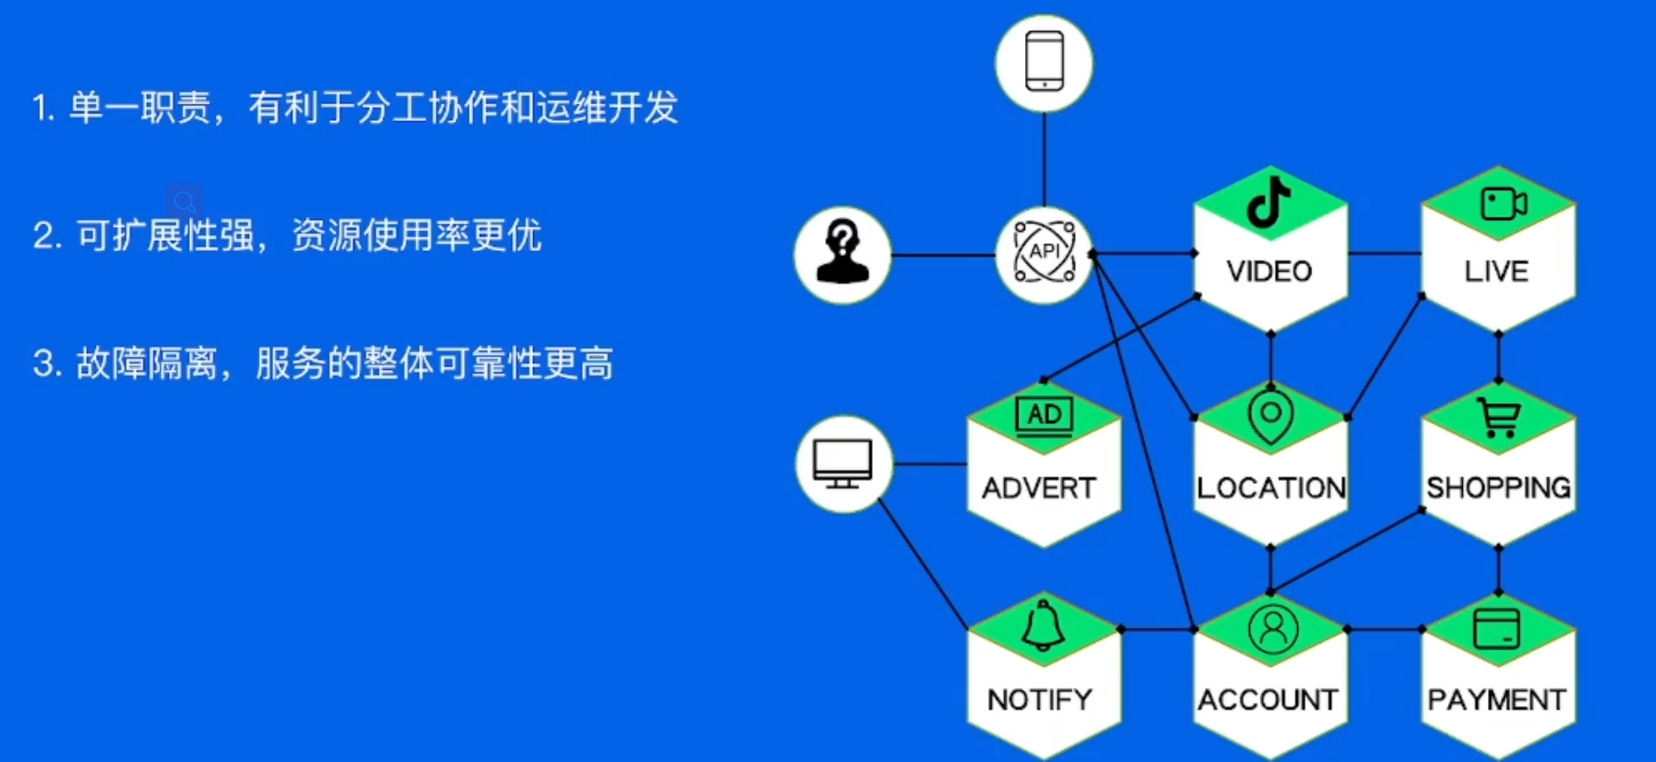 1. 单一职责，有利于分工协作和运维开发
2. 可扩展性强，资源使用率更优
3. 故障隔离，服务的整体可靠性更高
API
VIDEO
LIVE
AD
ADVERT
LOCATION
SHOPPING
NOTIFY
ACCOUNT
PAYMENT